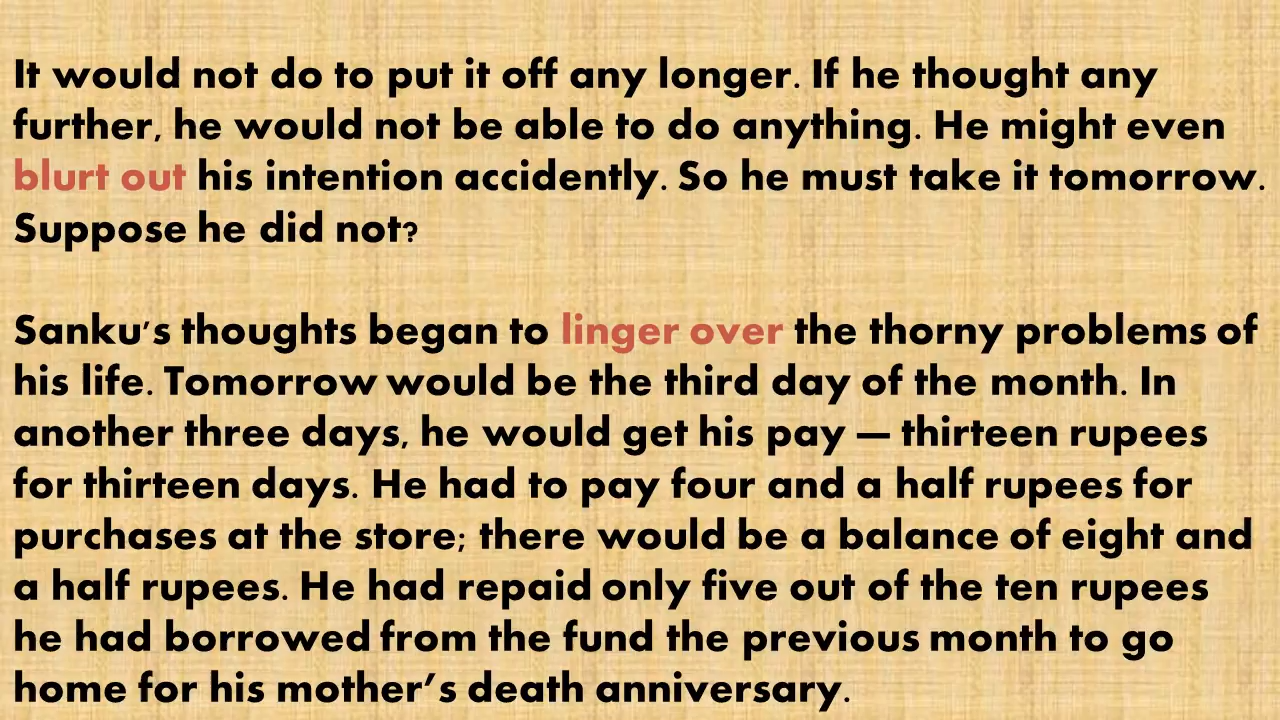 It would not do to put it off any longer. If he thought any
further, he would not be able to do anything. He might even
blurt out his intention accidently. So he must take it tomorrow.
Suppose he did not?
Sanku's thoughts began to linger over the thorny problems of
his life. Tomorrow would be the third day of the month. In
another three days, he would get his pay — thirteen rupees
for thirteen days. He had to pay four and a half rupees for
purchases at the store; there would be a balance of eight and
a half rupees. He had repaid only five out of the ten rupees
he had borrowed from the fund the previous month to go
home for his mother’s death anniversary.